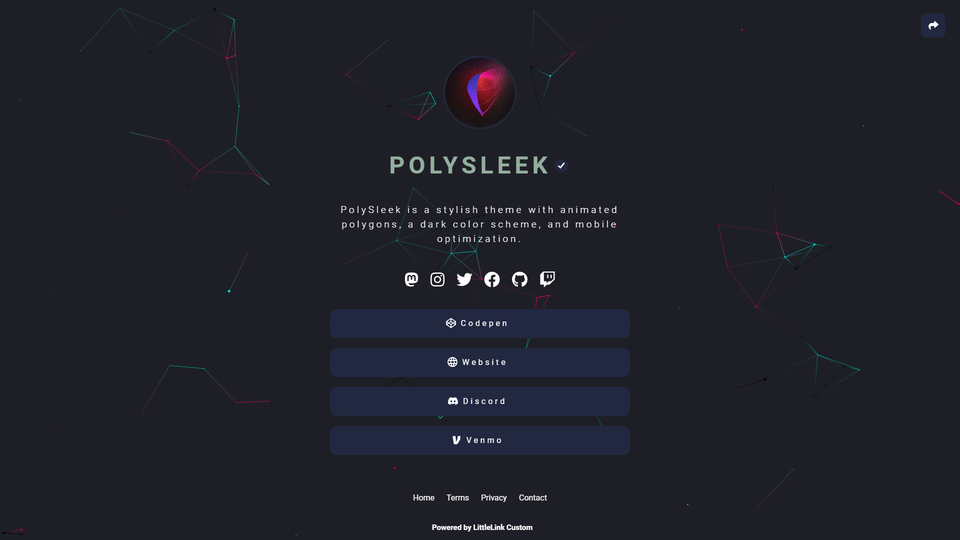 POLYSLEEK
PolySleek is a stylish theme with animated
polygons, a dark color scheme, and mobile
optimization.
Codepen
Website
Discord
Venmo
Home Terms Privacy Contact
Powered by LittleLink Custom